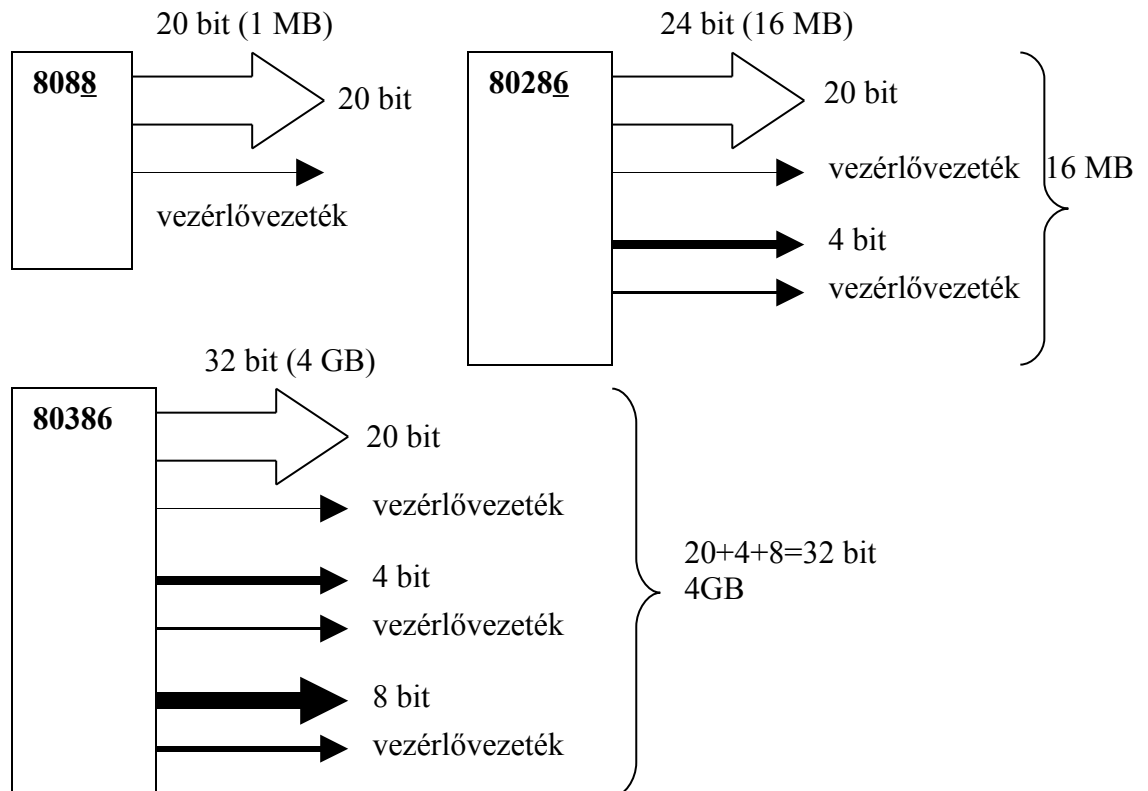 20 bit (1 MB)
8088
20 bit
vezérlővezeték
24 bit (16 MB)
80286
20 bit
vezérlővezeték
4 bit
vezérlővezeték
16 MB
32 bit (4 GB)
80386
20 bit
vezérlővezeték
4 bit
vezérlővezeték
8 bit
vezérlővezeték
20+4+8=32 bit
4GB